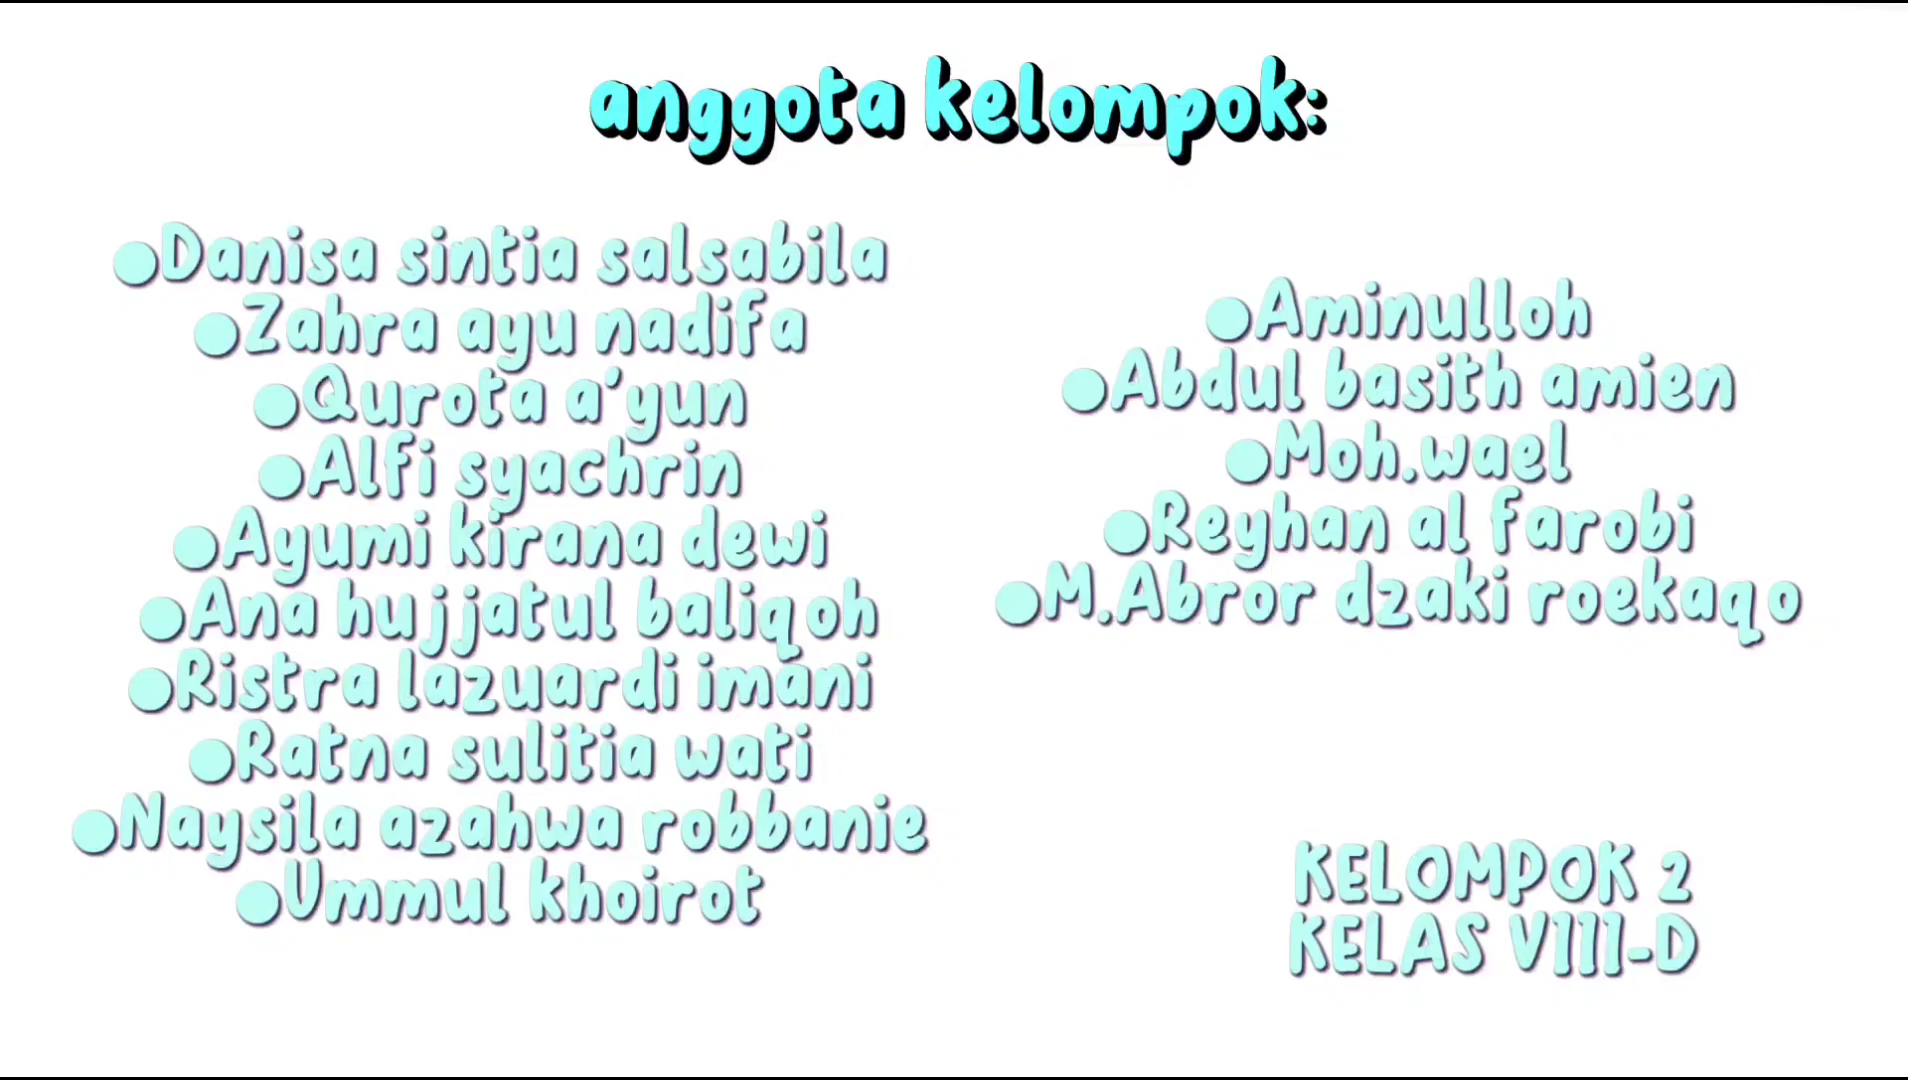 anggota kelompok:
●Danisa sintia salsabila
●Zahra ayu nadifa
●Qurota a'yun
●Alfi syachrin
●Ayumi kirana dewi
●Ana hujjatul baliqoh
●Ristra lazuardi imani
●Ratna sulitia wati
●Naysila azahwa robbanie
●Ummul khoirot
●Aminulloh
●Abdul basith amien
●Moh.wael
●Reyhan al farobi
●M.Abror dzaki roekaqo
KELOMPOK 2
KELAS VIII-D